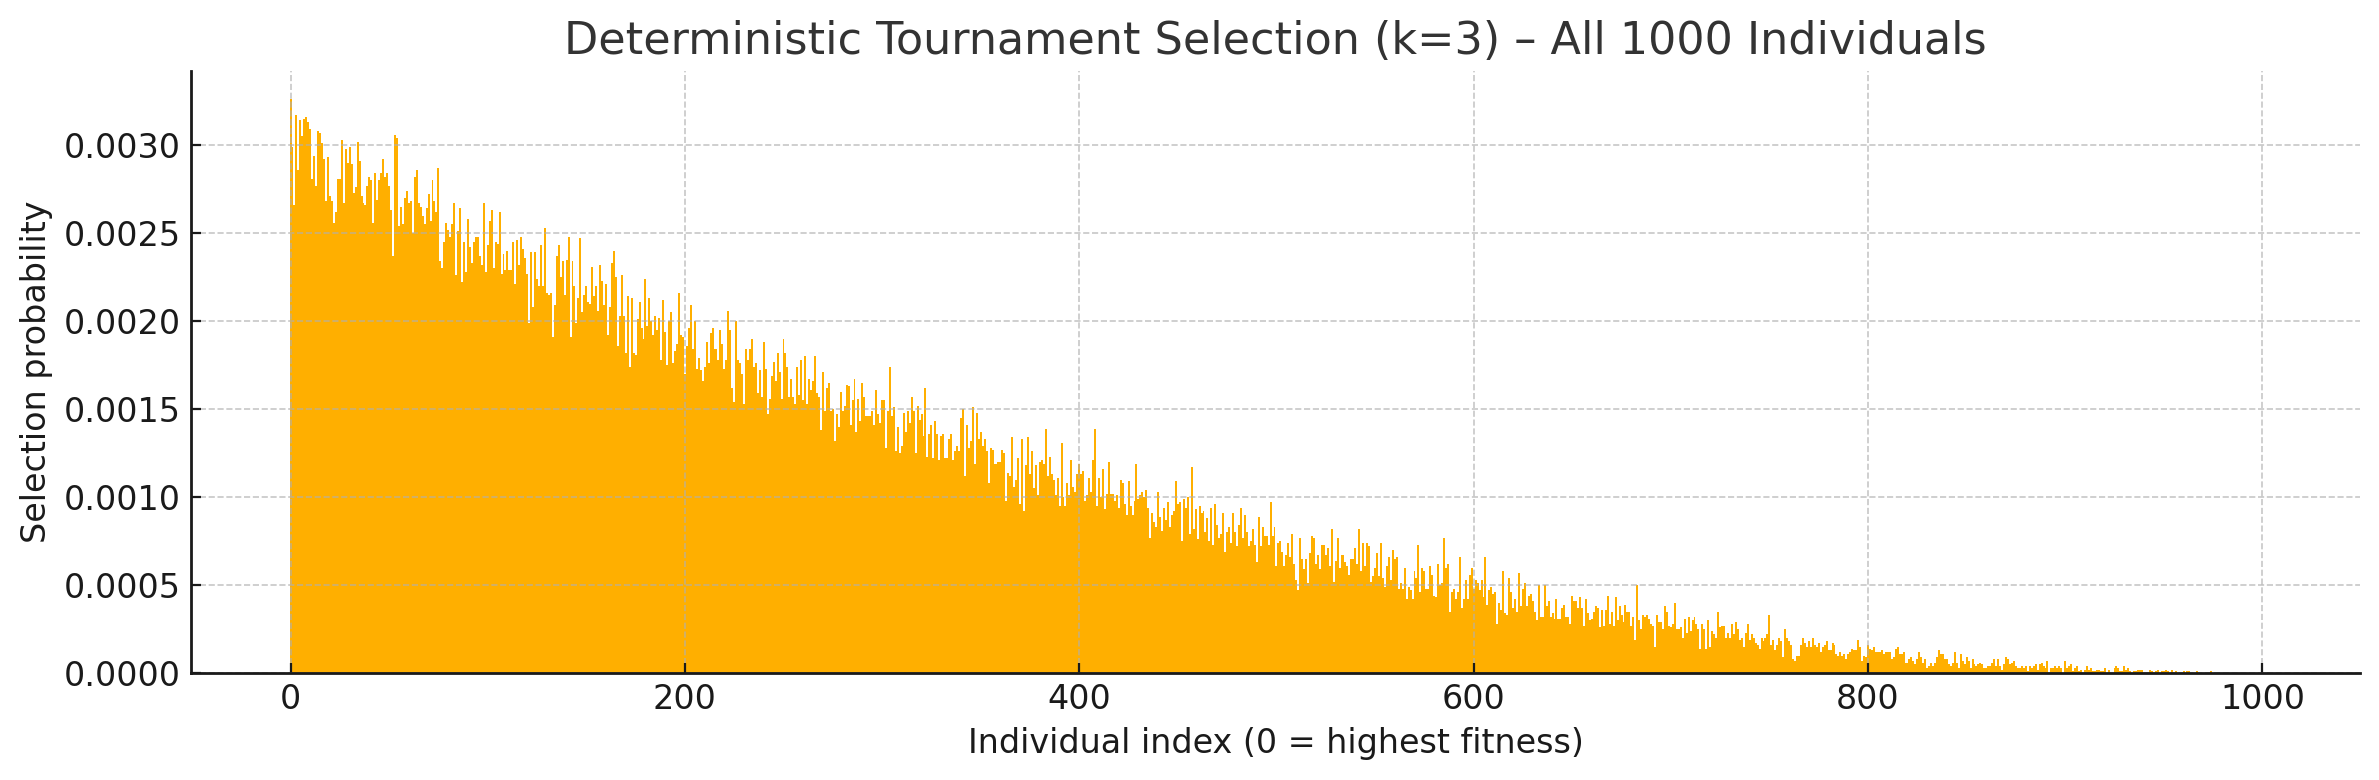 Deterministic Tournament Selection (k=3) – All 1000 Individuals
Selection probability
0.0030
0.0025
0.0020
0.0015
0.0010
0.0005
0.0000
0 200 400 600 800 1000
Individual index (0 = highest fitness)